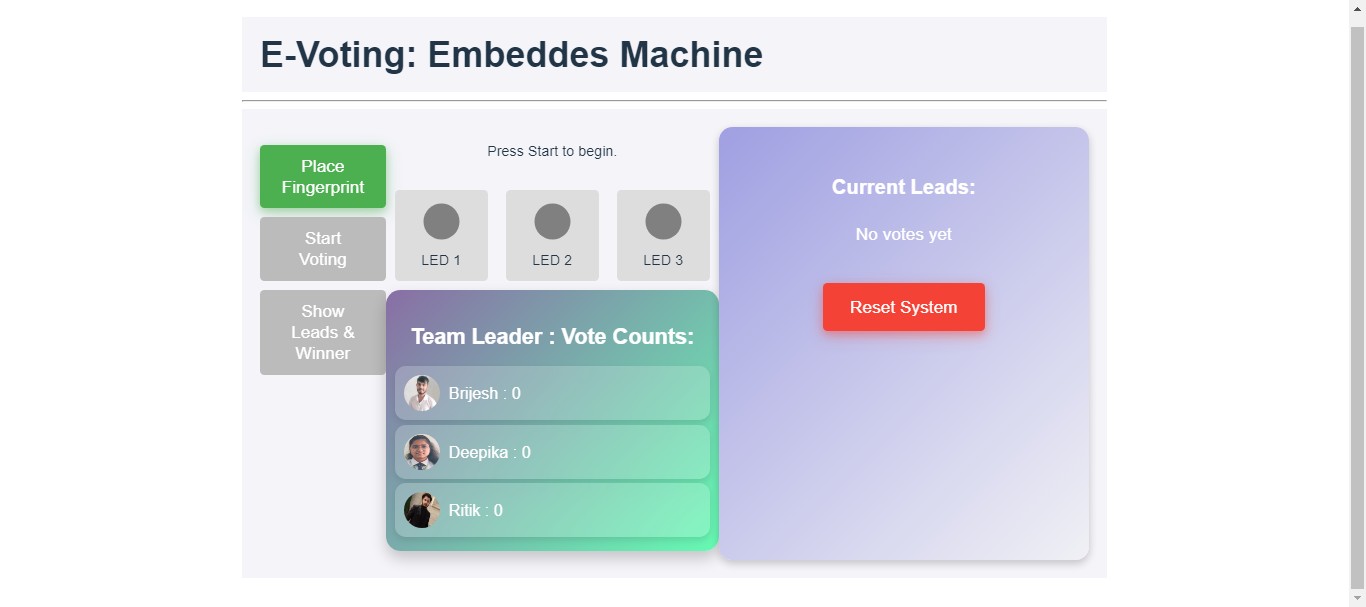 E-Voting: Embeddes Machine
Place
Fingerprint
Start
Voting
Show
Leads &
Winner
Press Start to begin.
LED 1
LED 2
LED 3
Team Leader : Vote Counts:
Brijesh : 0
Deepika : 0
Ritik : 0
Current Leads:
No votes yet
Reset System